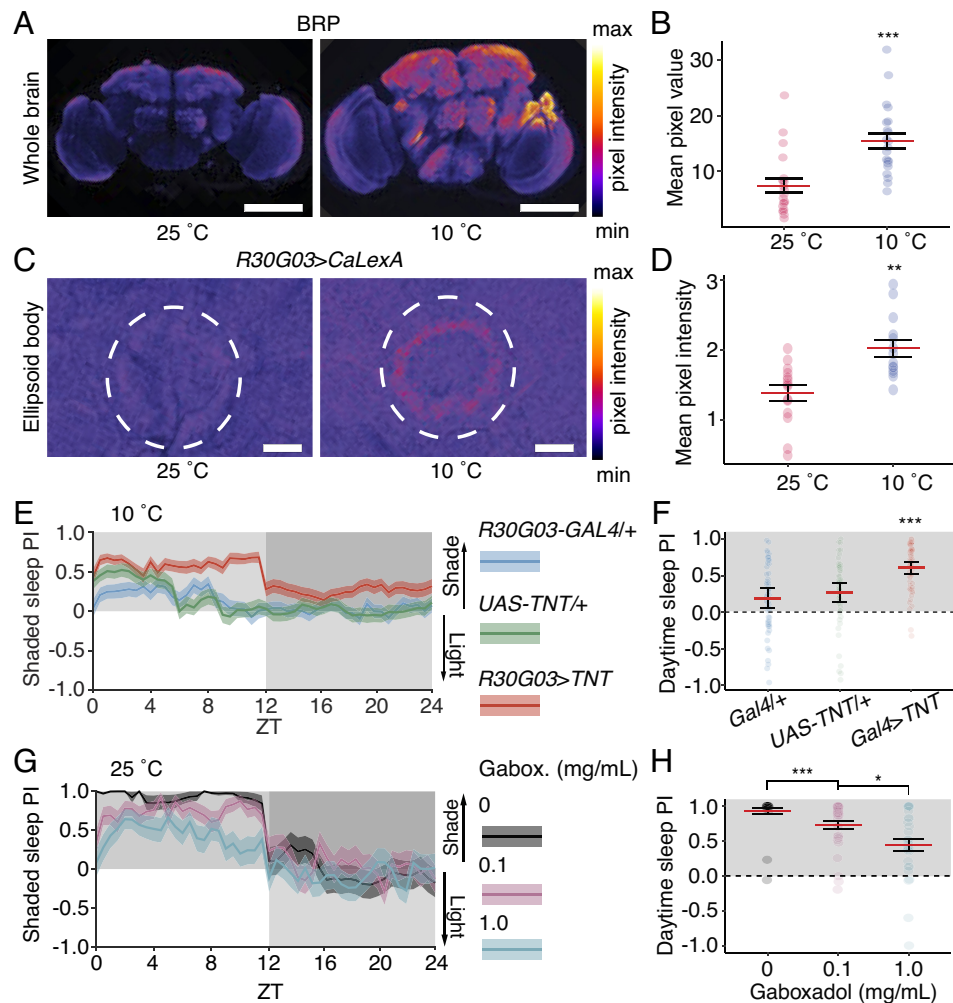 A
BRP
Whole brain
25 ˚C
10 ˚C
max
pixel intensity
min
B
Mean pixel value
30
20
10
***
25 ˚C
10 ˚C
C
R30G03>CaLexA
Ellipsoid body
25 ˚C
10 ˚C
max
pixel intensity
min
D
Mean pixel intensity
3
2
1
**
25 ˚C
10 ˚C
E
10 ˚C
Shaded sleep PI
1.0
0.5
0
-0.5
-1.0
0
4
8
12
16
20
24
ZT
Shade
Light
R30G03-GAL4/+
UAS-TNT/+
R30G03>TNT
F
Daytime sleep PI
1.0
0.5
0.0
-0.5
-1.0
***
Gal4/+
UAS-TNT/+
Gal4>TNT
G
25 ˚C
Shaded sleep PI
1.0
0.5
0
-0.5
-1.0
0
4
8
12
16
20
24
ZT
Shade
Light
Gabox. (mg/mL)
0
0.1
1.0
H
Daytime sleep PI
1.0
0.5
0.0
-0.5
-1.0
***
*
0
0.1
1.0
Gaboxadol (mg/mL)